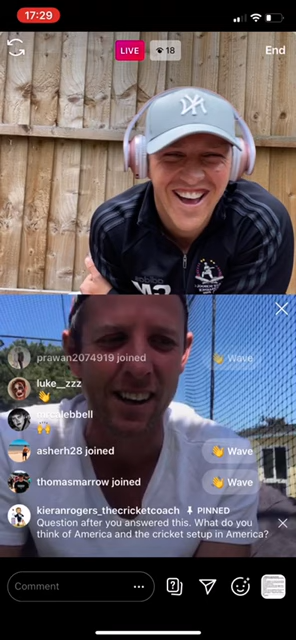 17:29
LIVE
18
End
NY
prawan2074919 joined
Wave
luke__zzz
asherh28 joined
Wave
thomasmarrow joined
Wave
kieranrogers_thecricketcoach PINNED
Question after you answered this. What do you
think of America and the cricket setup in America?
Comment